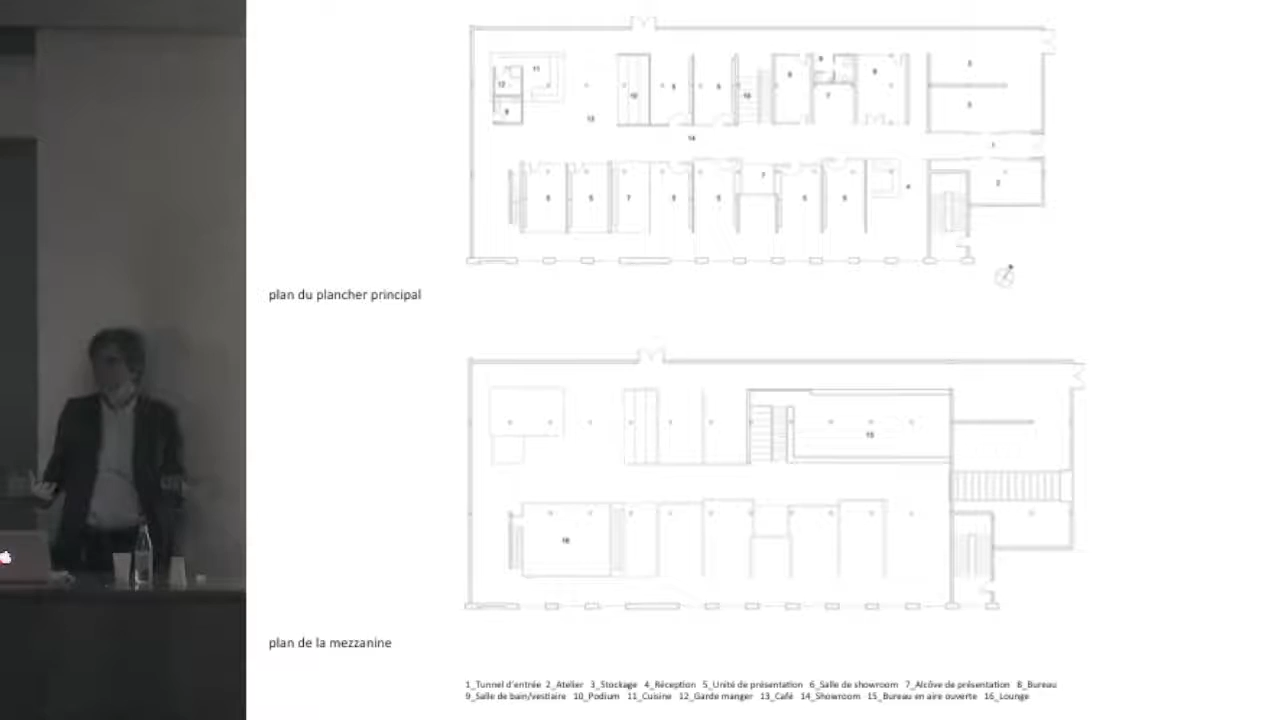 plan du plancher principal
plan de la mezzanine
1_Tunnel d'entrée 2_Atelier 3_Stockage 4_Réception 5_Unité de présentation 6_Salle de showroom 7_Alcôve de présentation 8_Bureau
9_Salle de bain/vestiaire 10_Podium 11_Cuisine 12_Garde manger 13_Café 14_Showroom 15_Bureau en aire ouverte 16_Lounge